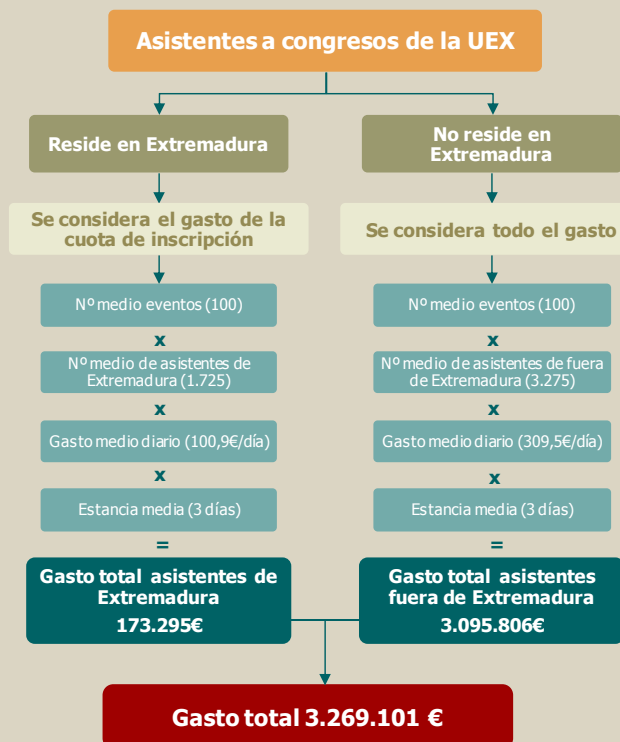 Asistentes a congresos de la UEX
Reside en Extremadura
No reside en
Extremadura
Se considera el gasto de la
cuota de inscripción
Se considera todo el gasto
Nº medio eventos (100)
x
Nº medio de asistentes de
Extremadura (1.725)
x
Gasto medio diario (100,9€/día)
x
Estancia media (3 días)
=
Gasto total asistentes de
Extremadura
173.295€
Nº medio eventos (100)
x
Nº medio de asistentes de fuera
de Extremadura (3.275)
x
Gasto medio diario (309,5€/día)
x
Estancia media (3 días)
=
Gasto total asistentes
fuera de Extremadura
3.095.806€
Gasto total 3.269.101 €